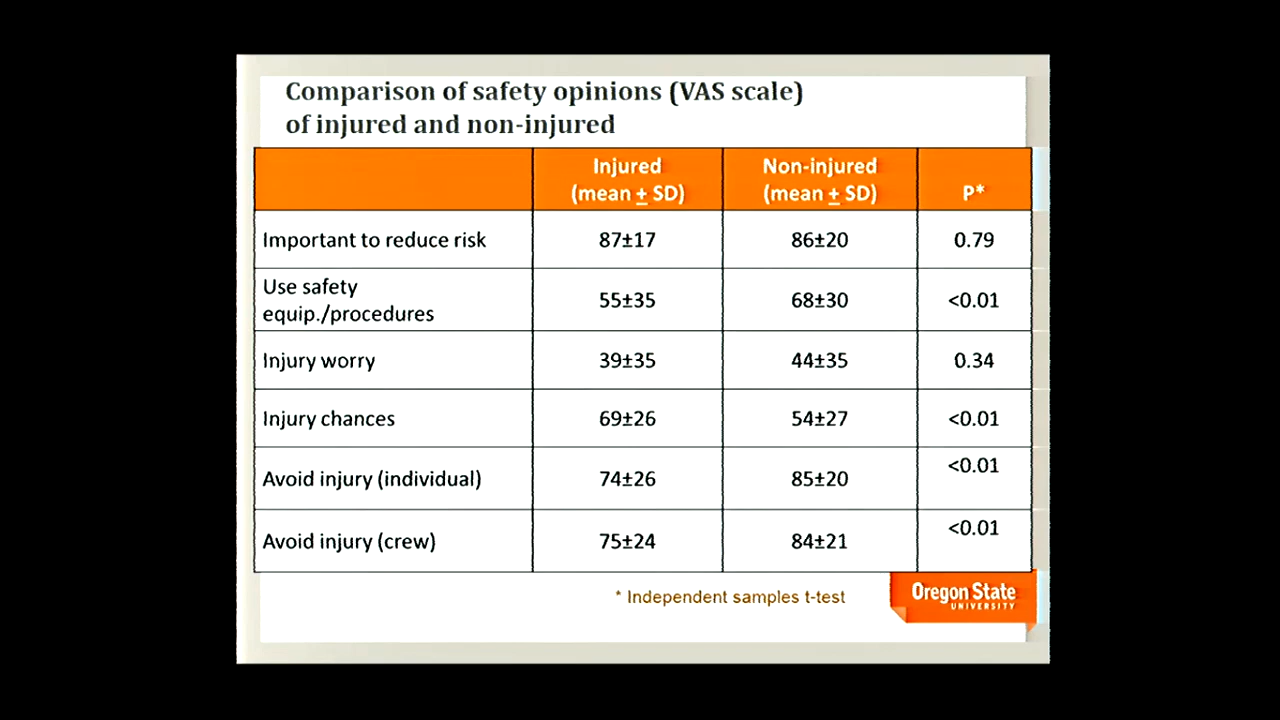 Comparison of safety opinions (VAS scale)
of injured and non-injured
Injured
(mean ± SD)
Non-injured
(mean ± SD)
P*
Important to reduce risk 87±17 86±20 0.79
Use safety
equip./procedures 55±35 68±30 <0.01
Injury worry 39±35 44±35 0.34
Injury chances 69±26 54±27 <0.01
Avoid injury (individual) 74±26 85±20 <0.01
Avoid injury (crew) 75±24 84±21 <0.01
* Independent samples t-test
Oregon State
UNIVERSITY